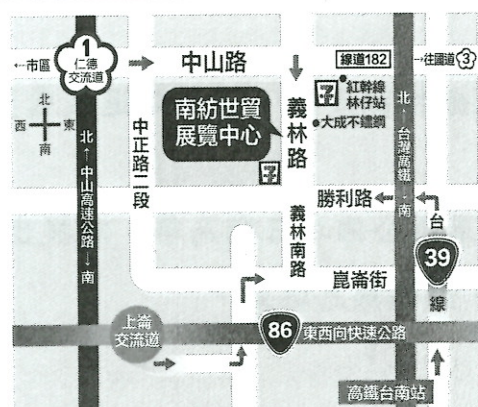 ←市區
1
仁德
交流道
中山路
線道182
→往國道3
北
西 東
南
南紡世貿
展覽中心
義林路
孑
紅幹線
林仔站
大成不鏽鋼
中正路二段
北↑中山高速公路↓南
北↑台灣高鐵↓南
孑
勝利路
義林南路
台
39
線
崑崙街
上崙
交流道
86
東西向快速公路
高鐵台南站